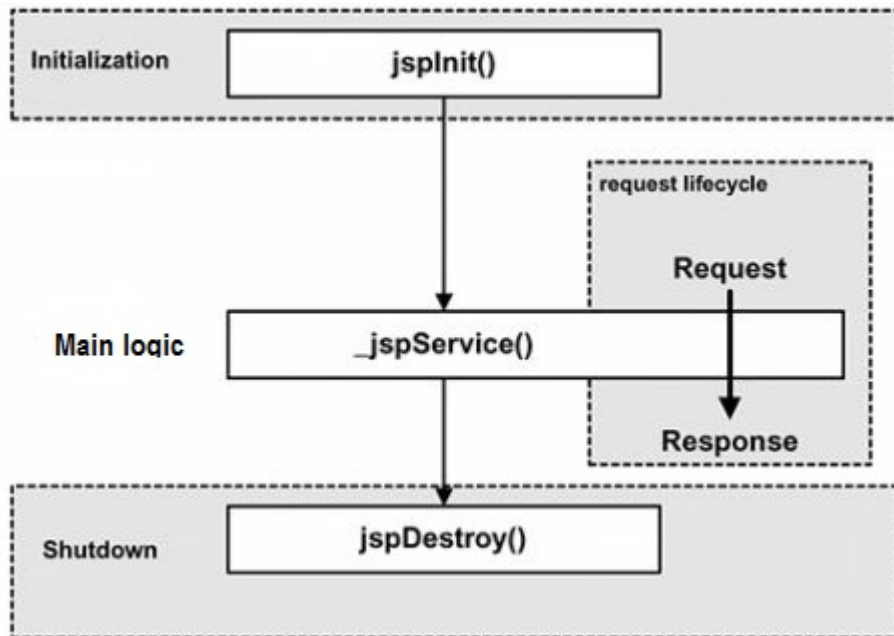 Initialization
jspInit()
request lifecycle
Request
Main logic
_jspService()
Response
Shutdown
jspDestroy()